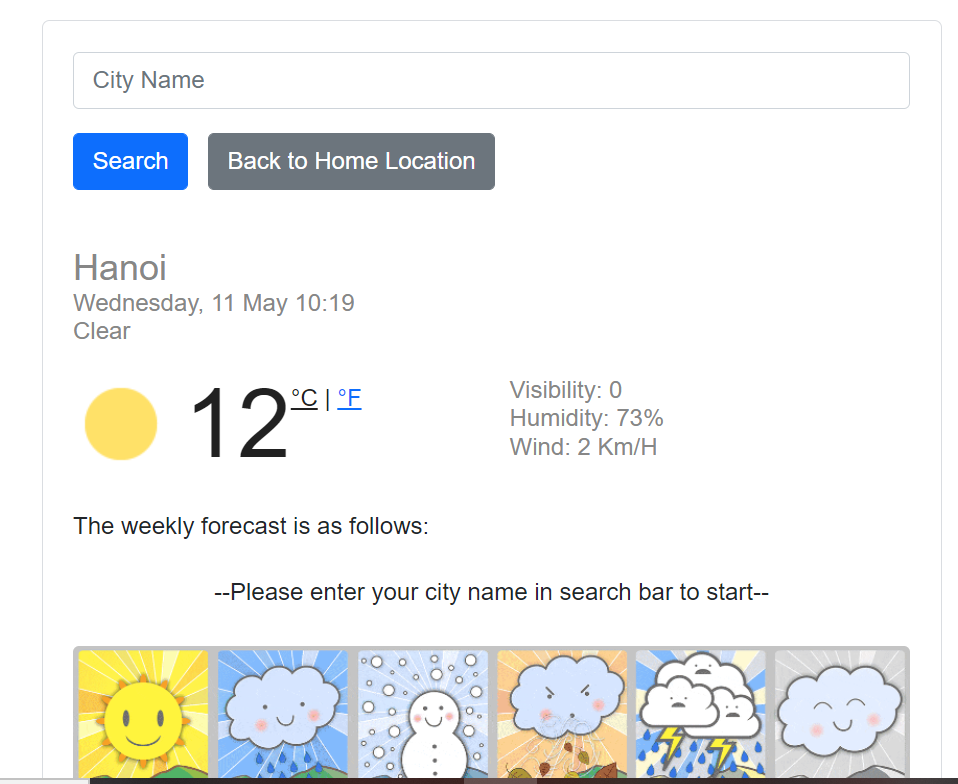 City Name
Search
Back to Home Location
Hanoi
Wednesday, 11 May 10:19
Clear
12 °C | °F
Visibility: 0
Humidity: 73%
Wind: 2 Km/H
The weekly forecast is as follows:
--Please enter your city name in search bar to start--